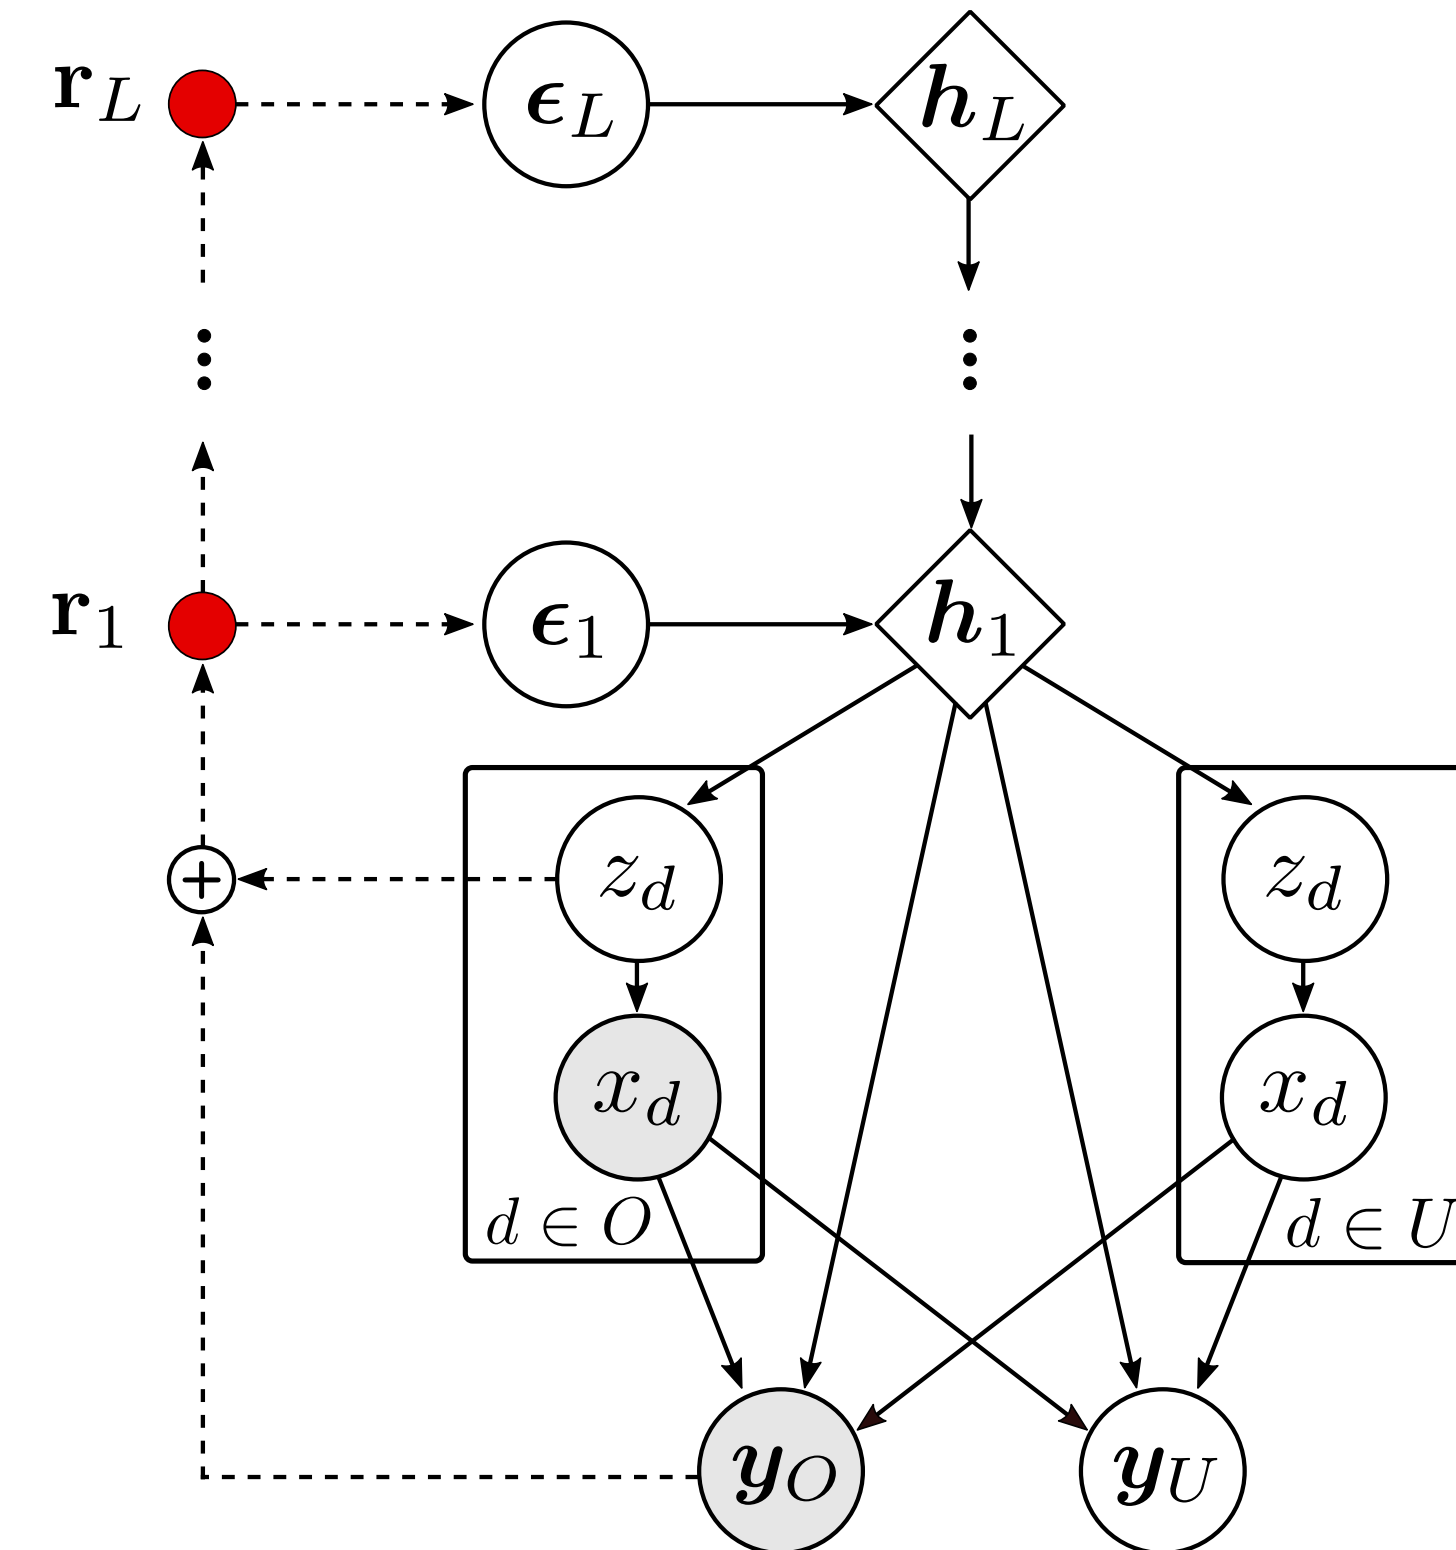 r_L ϵ_L h_L
r_1 ϵ_1 h_1
z_d z_d
+
x_d x_d
d ∈ O d ∈ U
y_O y_U